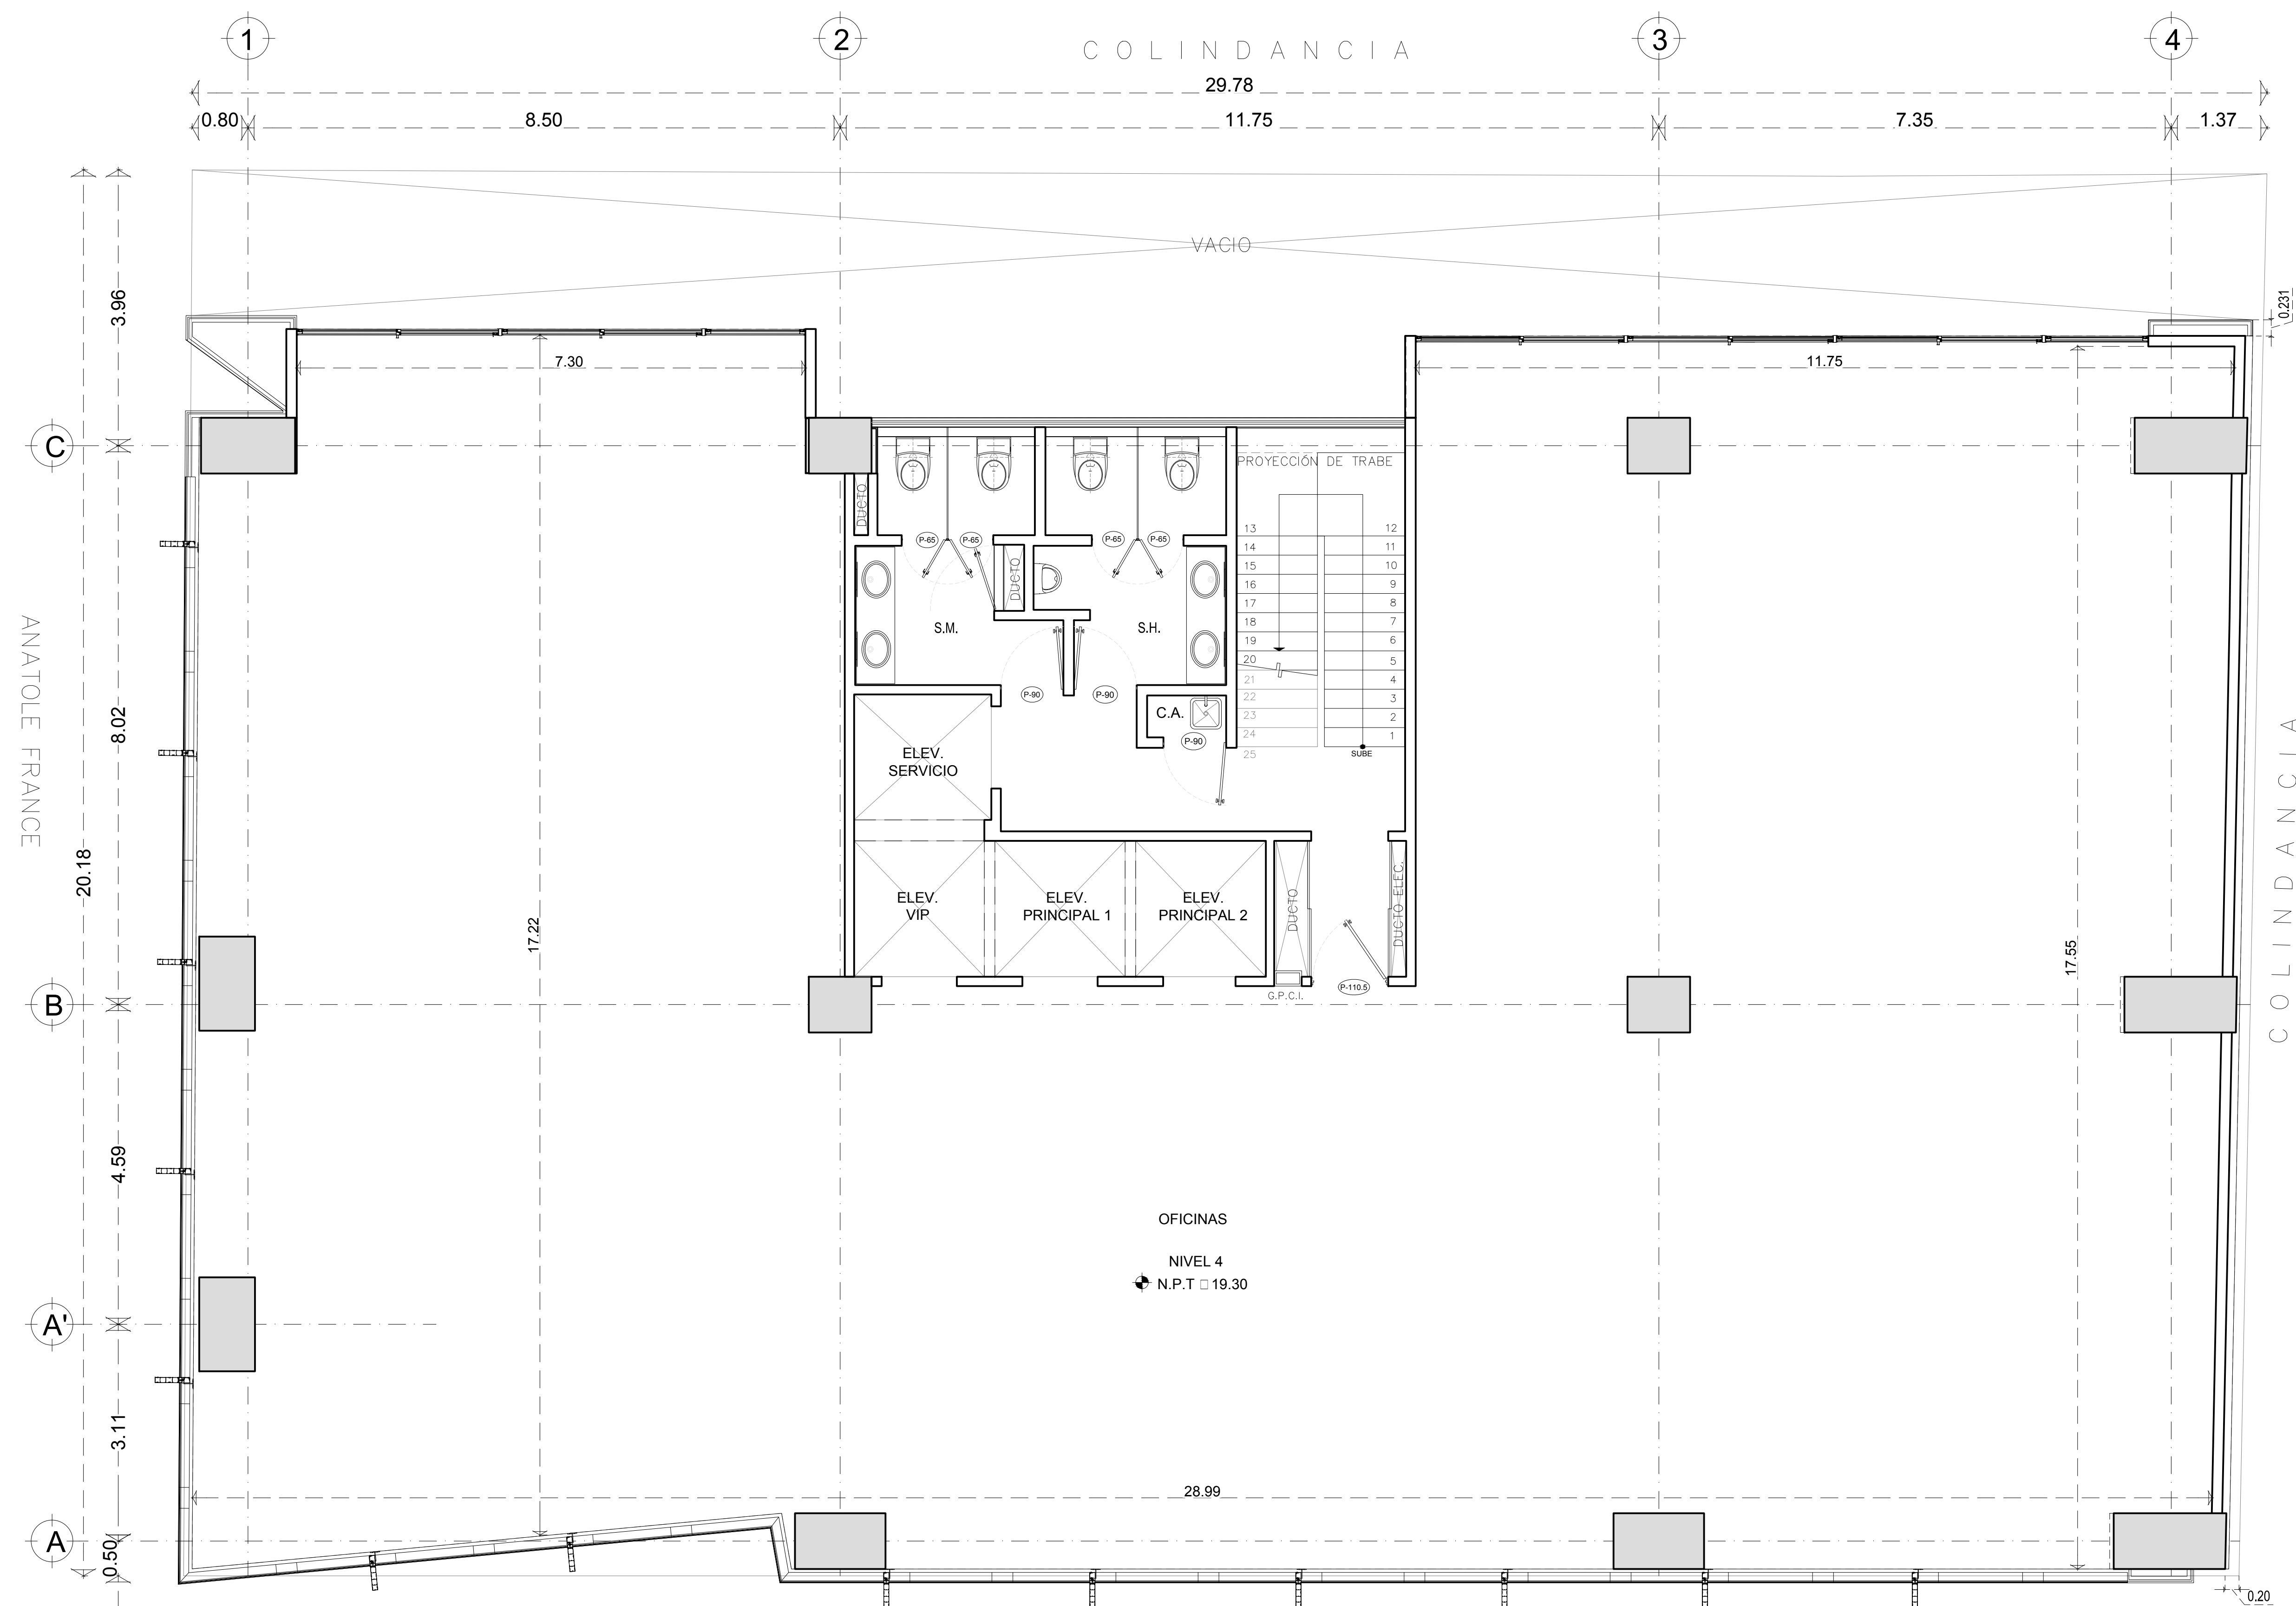 1
2
3
4
COLINDANCIA
29.78
0.80
8.50
11.75
7.35
1.37
VACIO
3.96
0.231
7.30
11.75
C
PROYECCIÓN DE TRABE
DUCTO
13
12
P-65
P-65
P-65
P-65
14
11
15
10
DUCTO
16
9
17
8
S.M.
S.H.
18
7
19
6
20
5
21
4
P-90
P-90
22
3
C.A.
23
2
P-90
24
1
25
SUBE
ANATOLE FRANCE
8.02
COLINDANCIA
ELEV.
SERVICIO
20.18
ELEV.
VIP
ELEV.
PRINCIPAL 1
ELEV.
PRINCIPAL 2
DUCTO
DUCTO ELEC.
17.22
17.55
G.P.C.I.
P-110.5
B
4.59
OFICINAS
NIVEL 4
N.P.T □ 19.30
A'
3.11
28.99
A
0.50
0.20